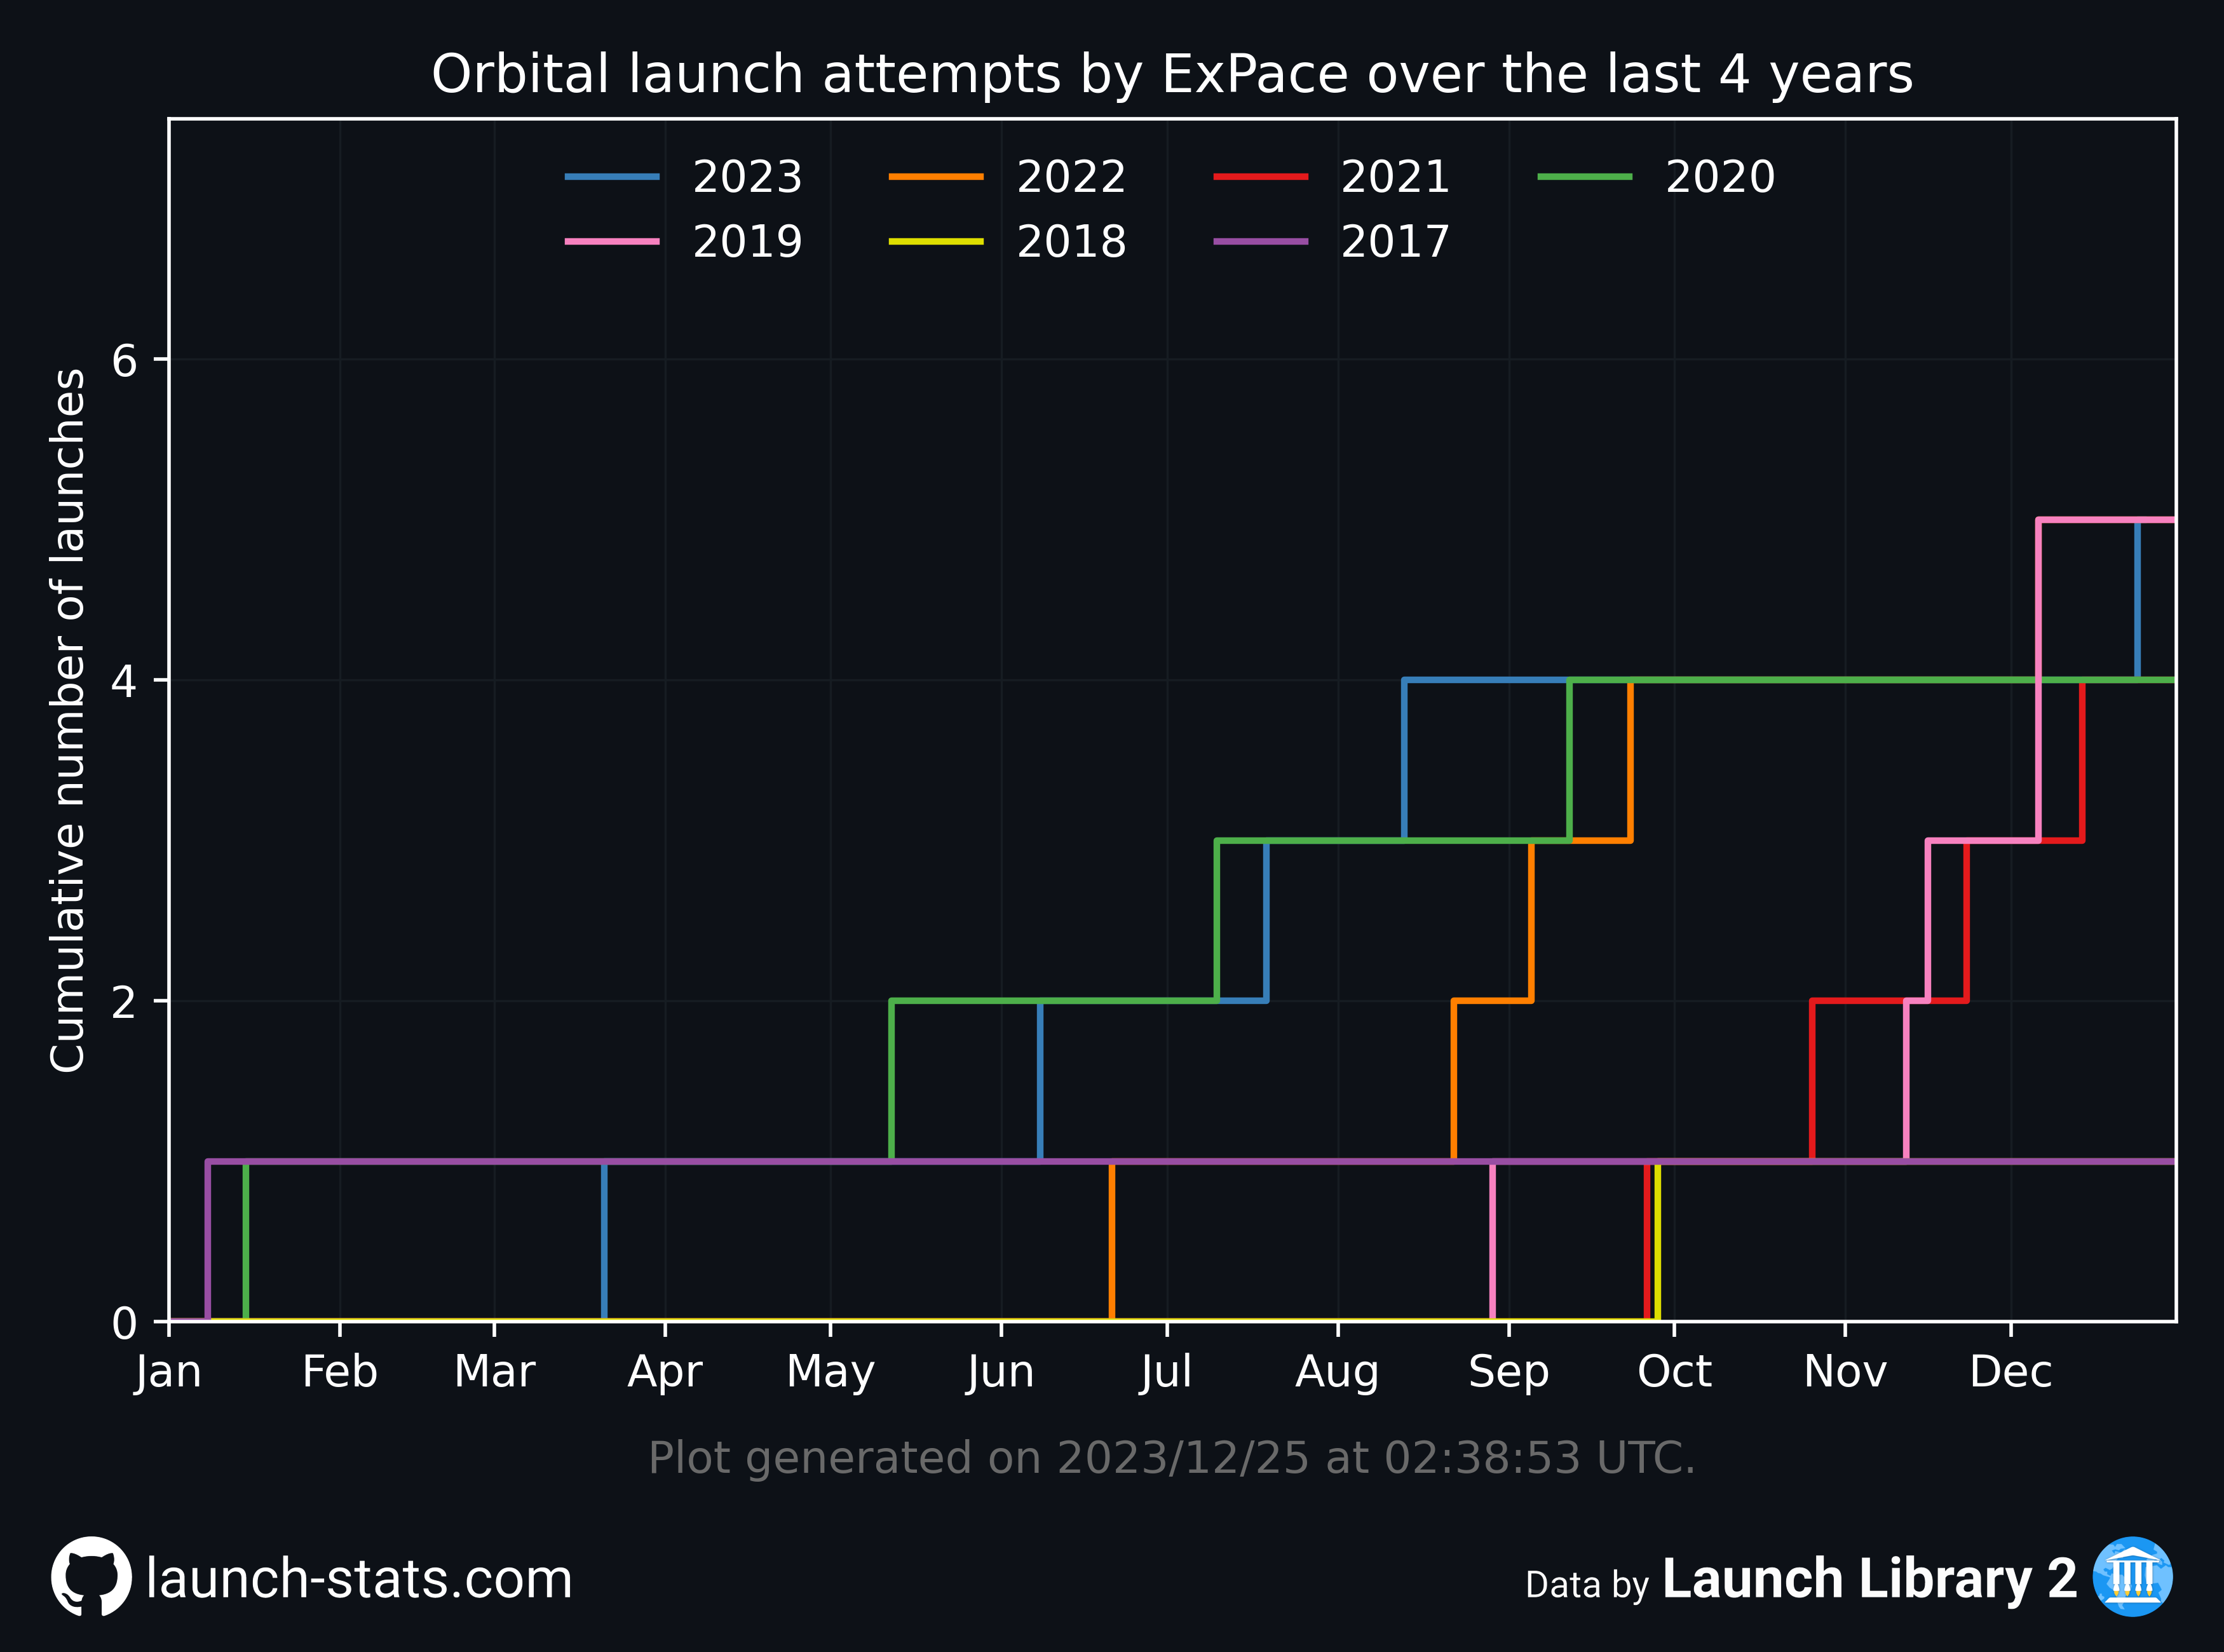 Orbital launch attempts by ExPace over the last 4 years
2023 2022 2021 2020
2019 2018 2017
Cumulative number of launches
6
4
2
0
Jan Feb Mar Apr May Jun Jul Aug Sep Oct Nov Dec
Plot generated on 2023/12/25 at 02:38:53 UTC.
launch-stats.com
Data by Launch Library 2